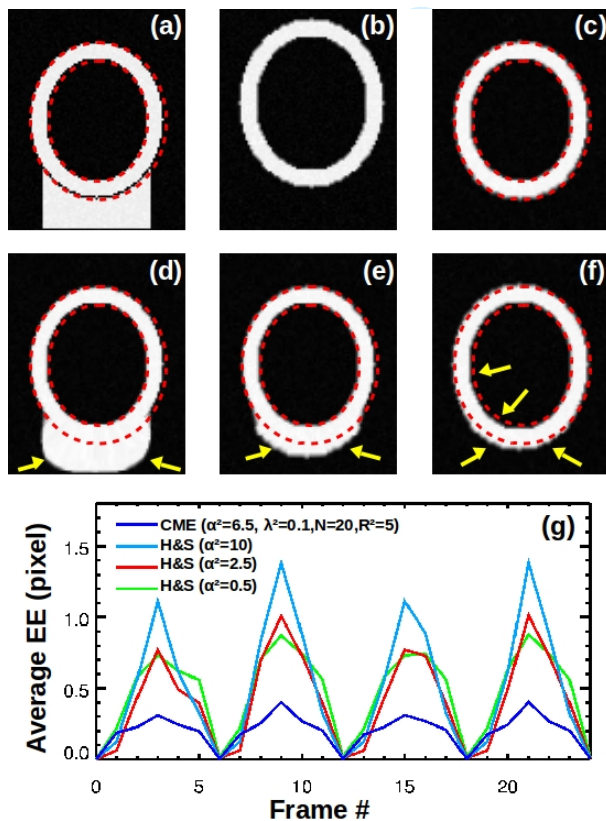 (a)
(b)
(c)
(d)
(e)
(f)
(g)
CME (α²=6.5, λ²=0.1,N=20,R²=5)
H&S (α²=10)
H&S (α²=2.5)
H&S (α²=0.5)
Average EE (pixel)
1.5
1.0
0.5
0.0
0 5 10 15 20
Frame #